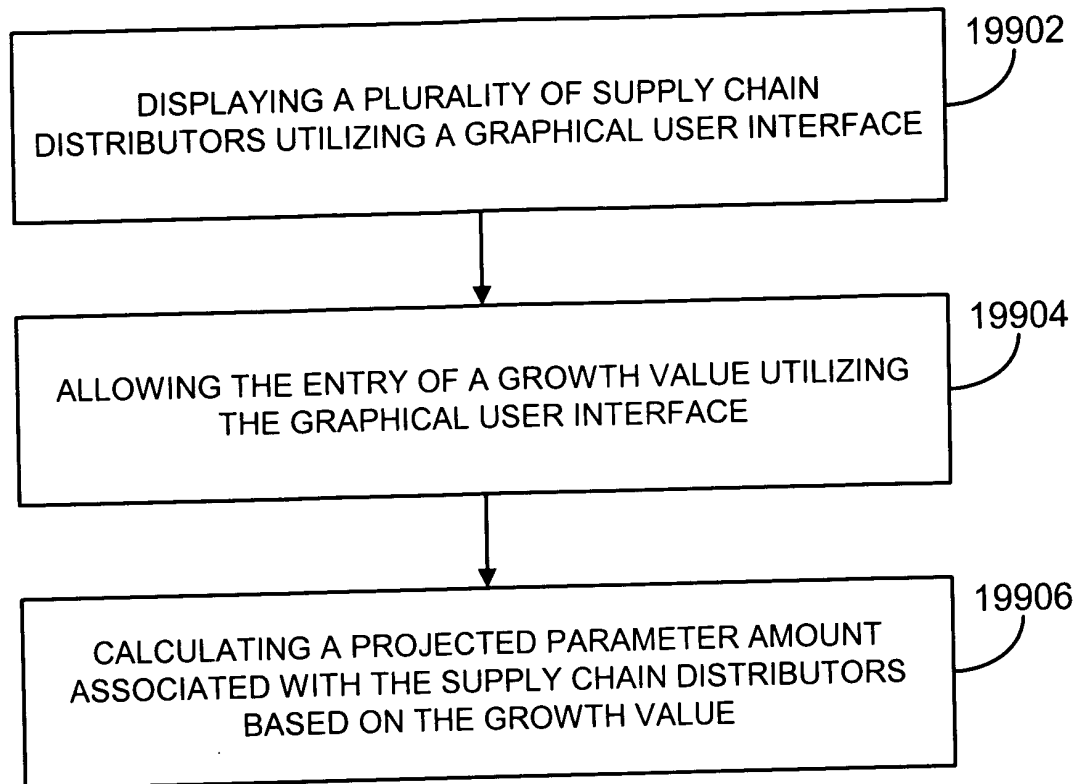 19902
DISPLAYING A PLURALITY OF SUPPLY CHAIN
DISTRIBUTORS UTILIZING A GRAPHICAL USER INTERFACE
19904
ALLOWING THE ENTRY OF A GROWTH VALUE UTILIZING
THE GRAPHICAL USER INTERFACE
19906
CALCULATING A PROJECTED PARAMETER AMOUNT
ASSOCIATED WITH THE SUPPLY CHAIN DISTRIBUTORS
BASED ON THE GROWTH VALUE